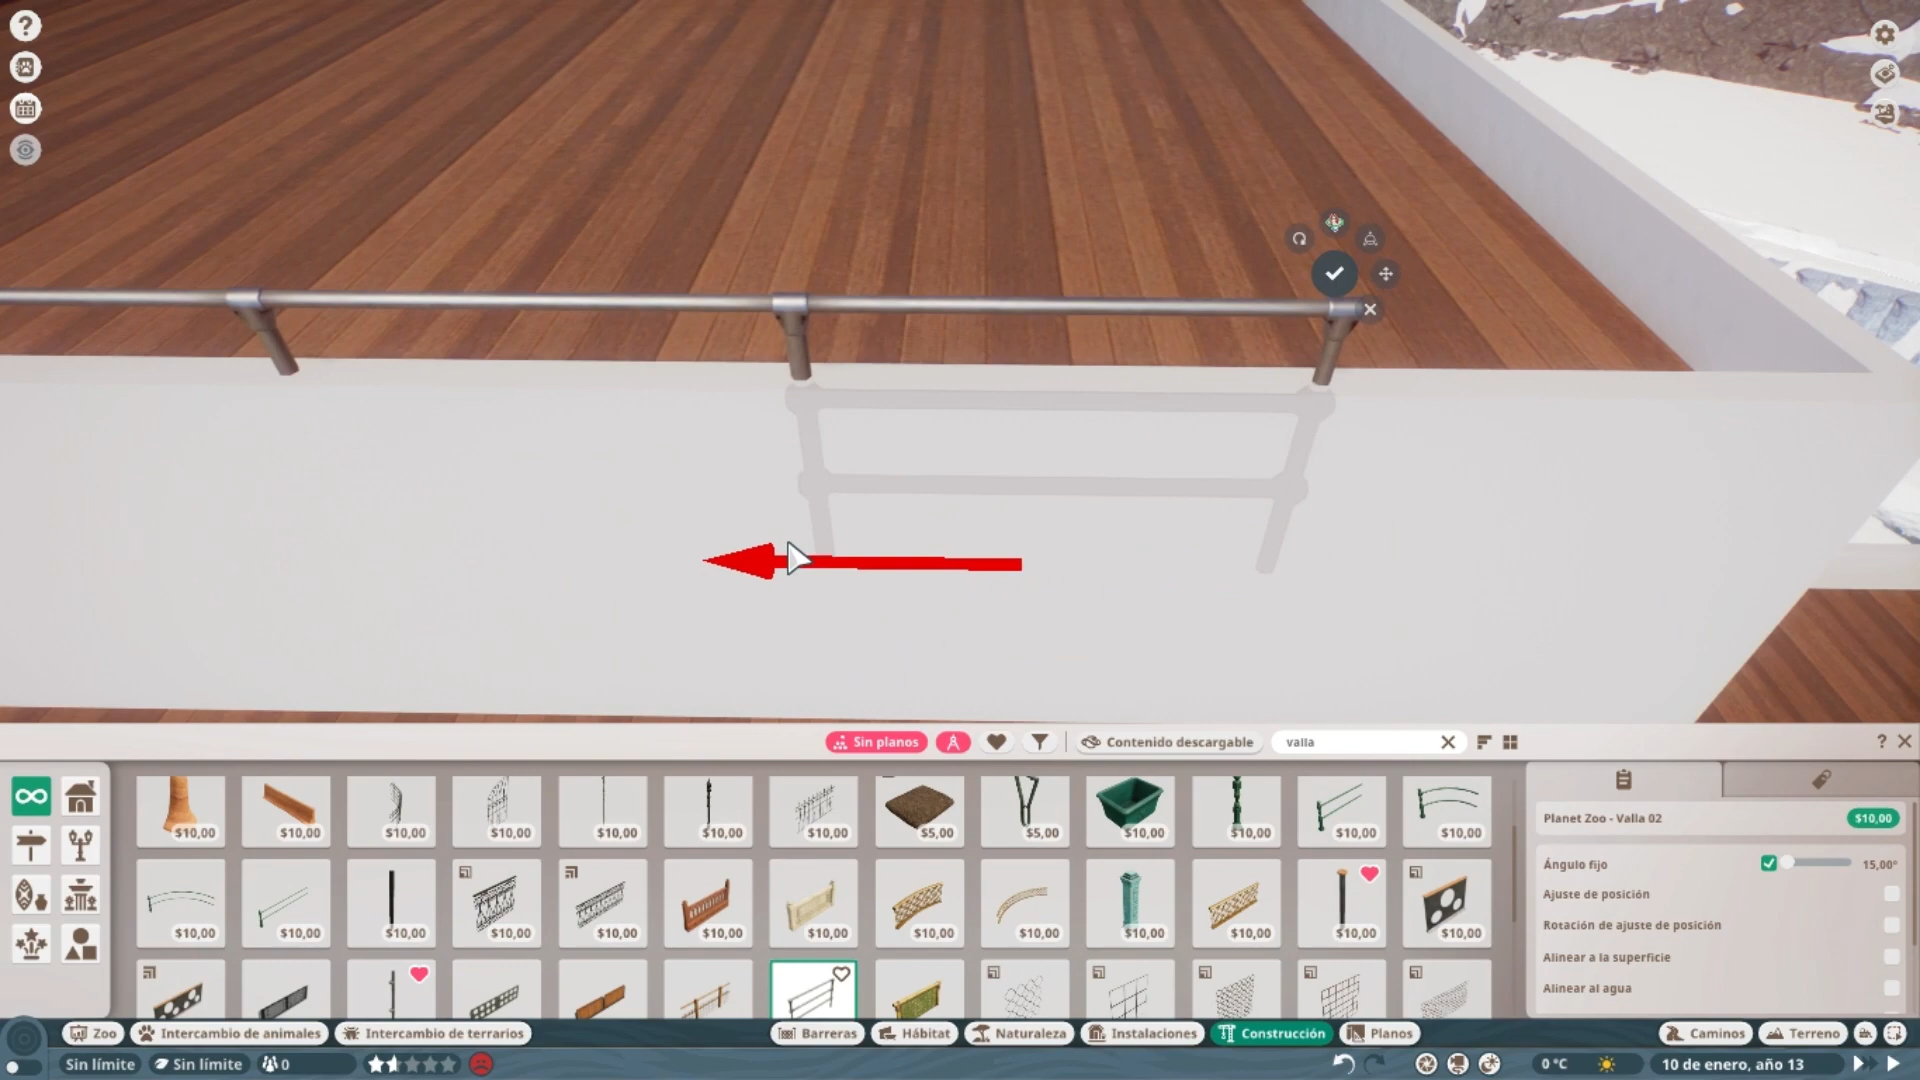 Sin planos
Contenido descargable
valla
$10,00 $10,00 $10,00 $10,00 $10,00 $10,00 $10,00 $5,00 $5,00 $10,00 $10,00 $10,00 $10,00
$10,00 $10,00 $10,00 $10,00 $10,00 $10,00 $10,00 $10,00 $10,00 $10,00 $10,00 $10,00 $10,00
Planet Zoo - Valla 02 $10,00
Ángulo fijo 15,00°
Ajuste de posición
Rotación de ajuste de posición
Alinear a la superficie
Alinear al agua
Zoo Intercambio de animales Intercambio de terrarios Barreras Hábitat Naturaleza Instalaciones Construcción Planos Caminos Terreno
Sin límite Sin límite 0 0 °C 10 de enero, año 13